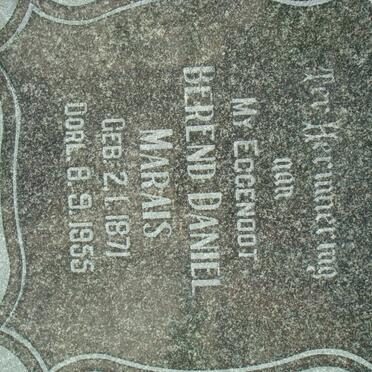 Ter Herinnering
aan
MY EGGENOOT
BEREND DANIEL
MARAIS
GEB. 2.1.1871
OORL. 8.9.1955